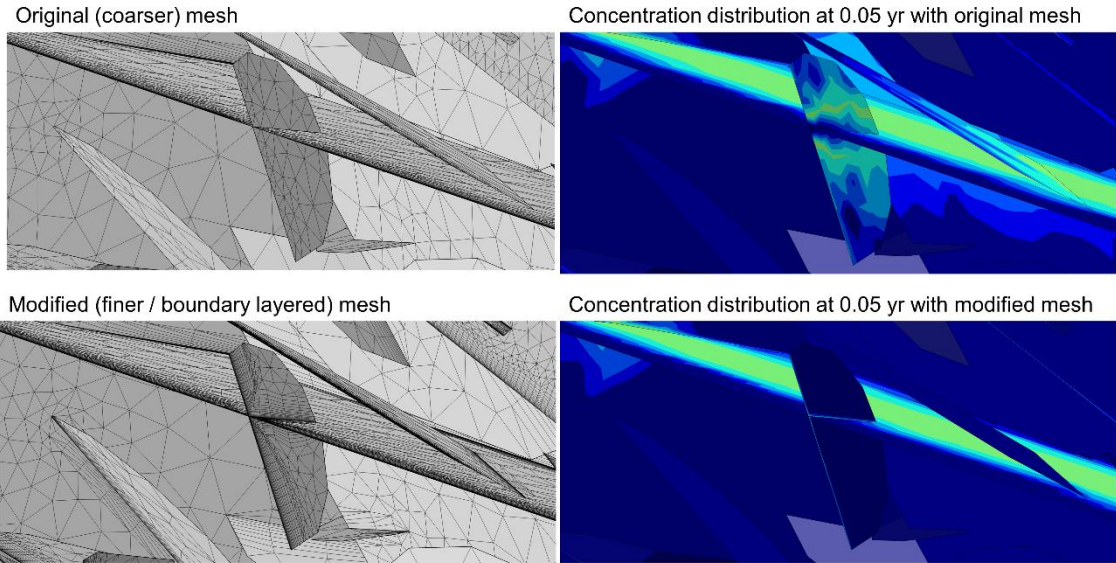 Original (coarser) mesh
Concentration distribution at 0.05 yr with original mesh
Modified (finer / boundary layered) mesh
Concentration distribution at 0.05 yr with modified mesh